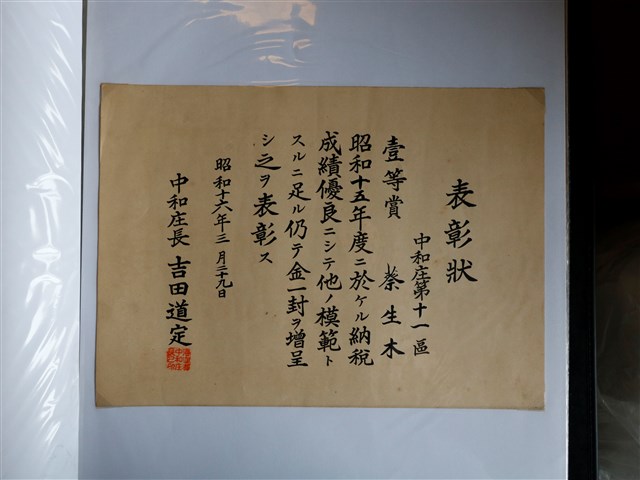 表彰狀
中和庄第十一區
壹等賞 蔡生木
昭和十五年度ニ於ケル納稅
成績優良ニシテ他ノ模範ト
スルニ足ル仍テ金一封ヲ增呈
シ之ヲ表彰ス
昭和十六年三月二十九日
中和庄長 吉田道定